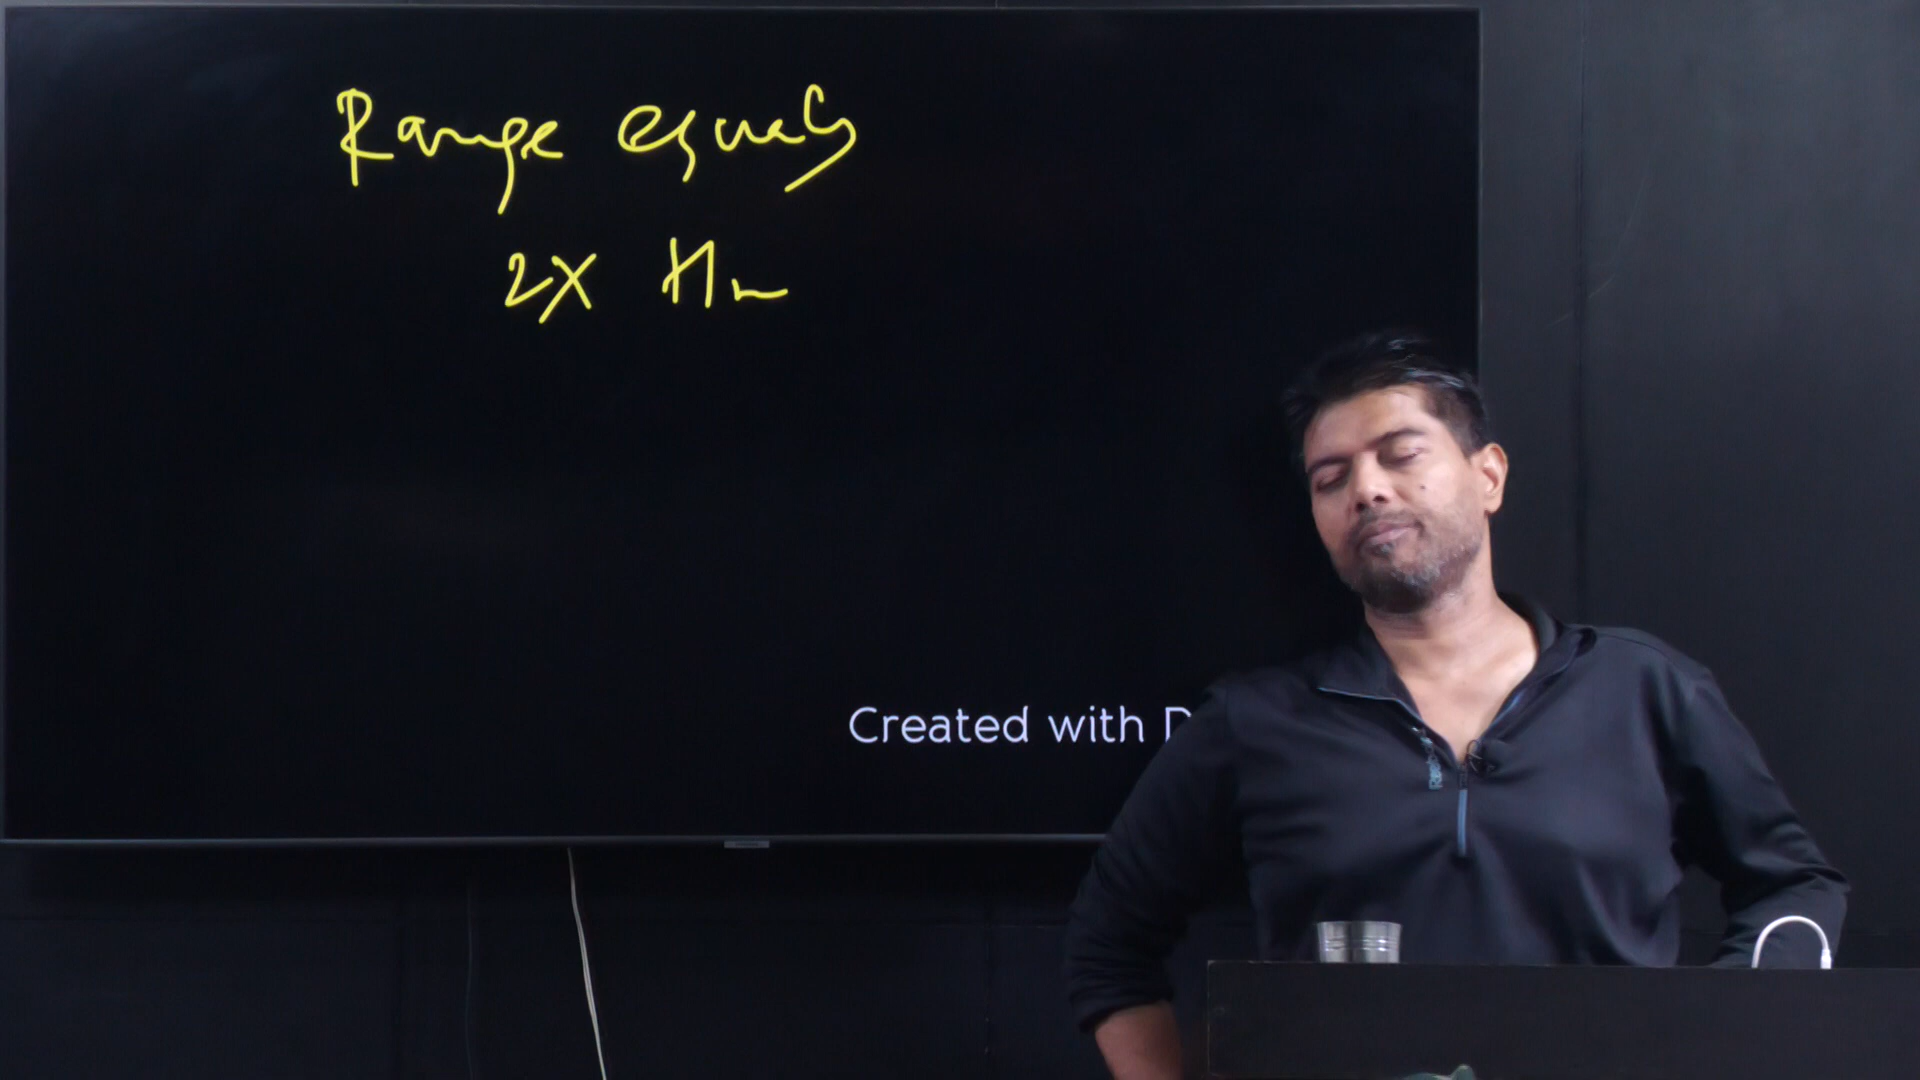 Range equals
2X Hm
Created with